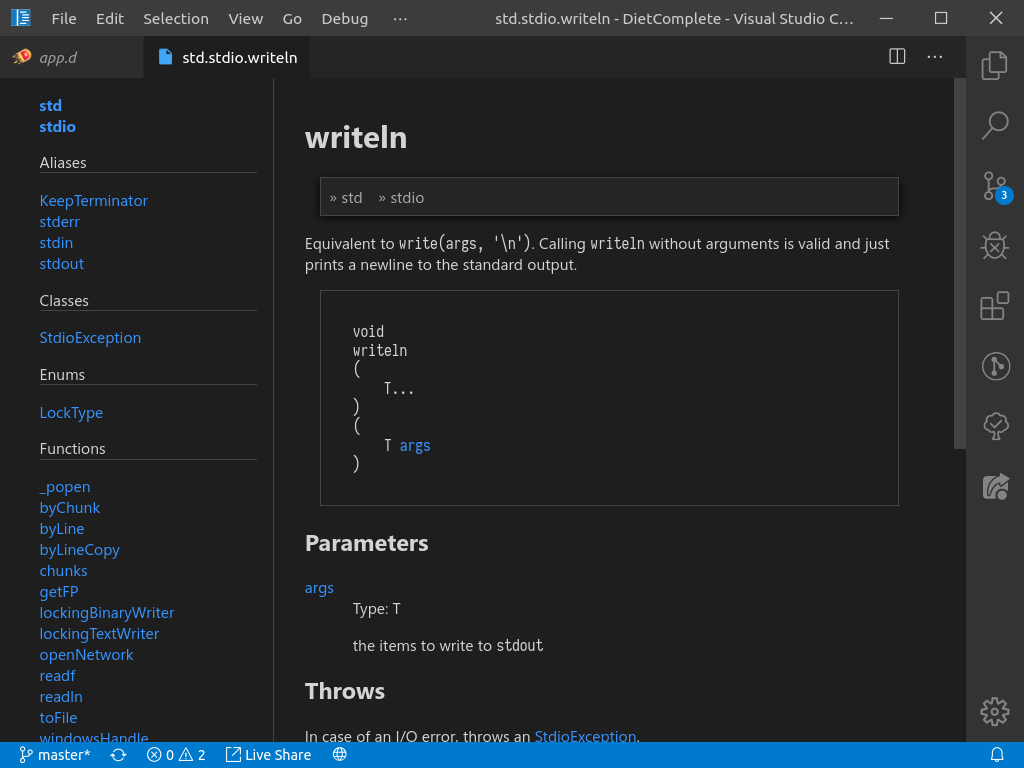 File Edit Selection View Go Debug ··· std.stdio.writeln - DietComplete - Visual Studio C...
app.d std.stdio.writeln ···
std
stdio
Aliases
KeepTerminator
stderr
stdin
stdout
Classes
StdioException
Enums
LockType
Functions
_popen
byChunk
byLine
byLineCopy
chunks
getFP
lockingBinaryWriter
lockingTextWriter
openNetwork
readf
readln
toFile
windowsHandle
writeln
» std » stdio
Equivalent to write(args, '\n'). Calling writeln without arguments is valid and just
prints a newline to the standard output.
void
writeln
(
T...
)
(
T args
)
Parameters
args
Type: T
the items to write to stdout
Throws
In case of an I/O error, throws an StdioException.
3
master* 0 2 Live Share